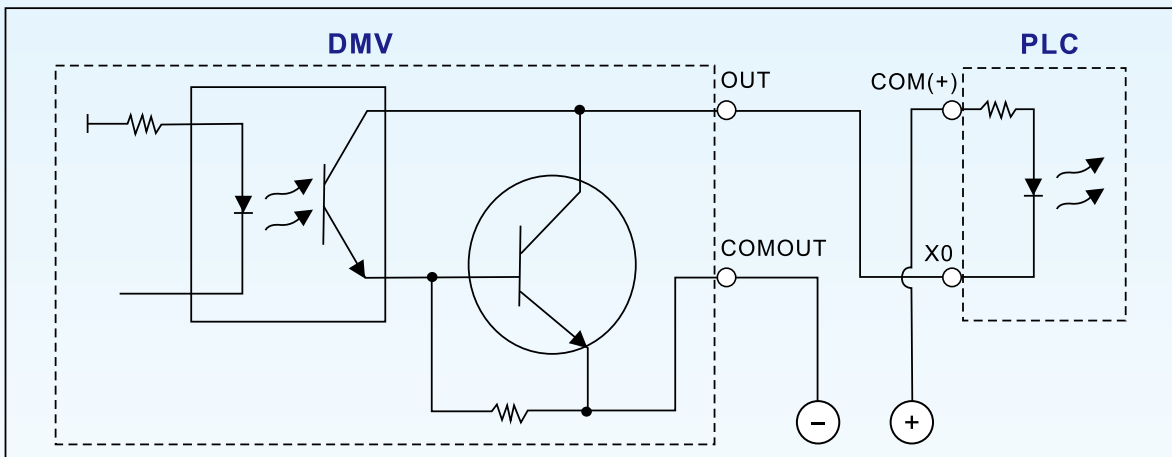 DMV
PLC
OUT
COM(+)
COMOUT
X0
-
+